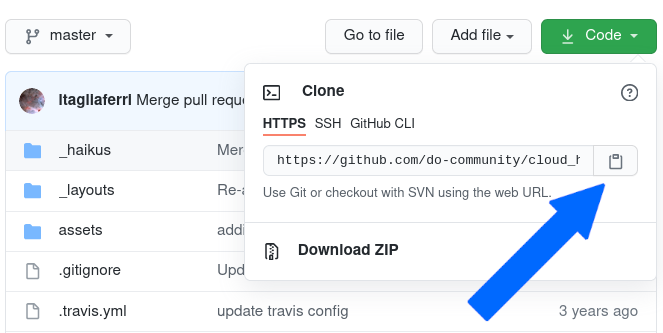 master
Go to file
Add file
Code
ltagliaferri Merge pull reque
Clone
HTTPS SSH GitHub CLI
https://github.com/do-community/cloud_h
Use Git or checkout with SVN using the web URL.
Download ZIP
_haikus Mer
_layouts Re-a
assets addi
.gitignore Upd
.travis.yml update travis config 3 years ago